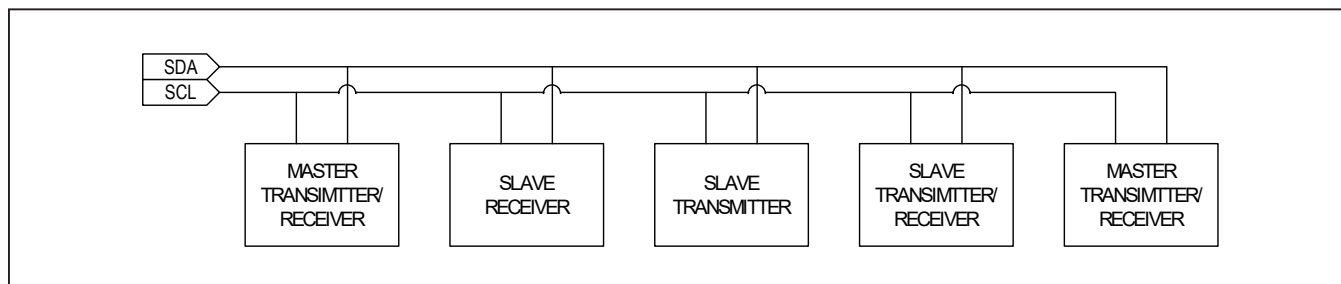 SDA
SCL
MASTER
TRANSIMTTER/
RECEIVER
SLAVE
RECEIVER
SLAVE
TRANSMITTER
SLAVE
TRANSIMTTER/
RECEIVER
MASTER
TRANSIMTTER/
RECEIVER